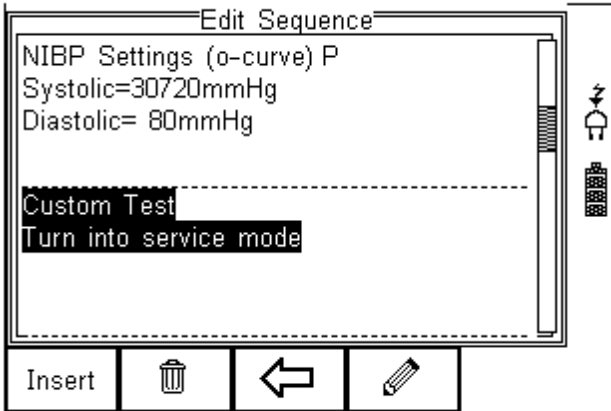 Edit Sequence
NIBP Settings (o-curve) P
Systolic=30720mmHg
Diastolic= 80mmHg
Custom Test
Turn into service mode
Insert